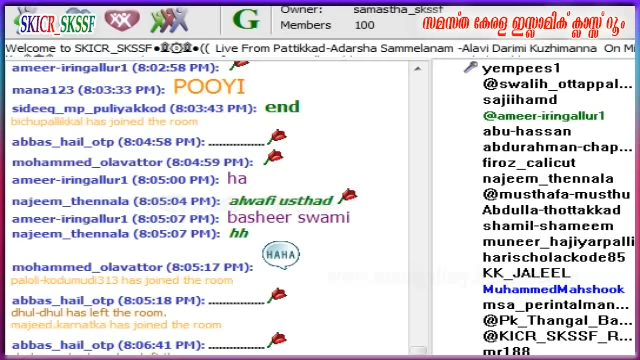 SKICR_SKSSF
G
Owner: samastha_skssf
Members 100
സമസ്ത കേരള ഇസ്ലാമിക് ക്ലാസ്സ് റൂം
Welcome to SKICR_SKSSF ●۩۞۩●(( Live From Pattikkad-Adarsha Sammelanam -Alavi Darimi Kuzhimanna On Mi
ameer-iringallur1 (8:02:58 PM):
mana123 (8:03:33 PM): POOYI
sideeq_mp_puliyakkod (8:03:43 PM): end
bichupallikkal has joined the room
abbas_hail_otp (8:04:58 PM): ....................
mohammed_olavattor (8:04:59 PM):
ameer-iringallur1 (8:05:00 PM): ha
najeem_thennala (8:05:04 PM): alwafi usthad
ameer-iringallur1 (8:05:07 PM): basheer swami
najeem_thennala (8:05:07 PM): hh
HAHA
mohammed_olavattor (8:05:17 PM):
paloli-kodumudi313 has joined the room
abbas_hail_otp (8:05:18 PM): ....................
dhul-dhul has left the room.
majeed.karnatka has joined the room
abbas_hail_otp (8:06:41 PM): ....................
yempees1
@swalih_ottappal...
sajiihamd
@ameer-iringallur1
abu-hassan
abdurahman-chap...
firoz_calicut
najeem_thennala
@musthafa-musthu
Abdulla-thottakkad
shamil-shameem
muneer_hajiyarpalli
harischolackode85
KK_JALEEL
MuhammedMahshook
msa_perintalman...
@Pk_Thangal_Ba...
@KICR_SKSSF_R...
mr188